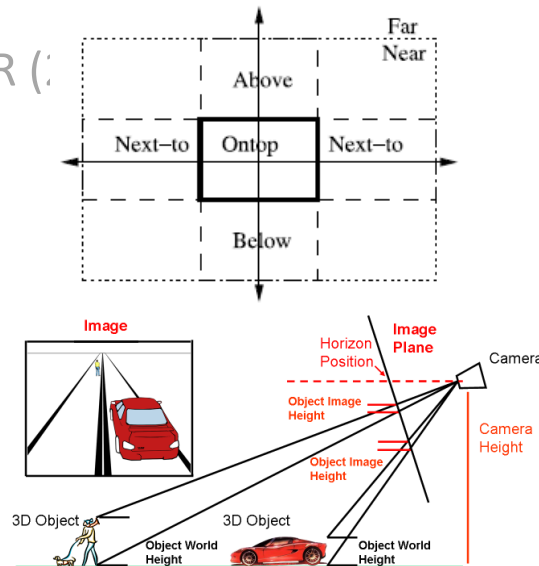 R (2
Far
Near
Above
Next–to
Ontop
Next–to
Below
Image
Image
Plane
Horizon
Position
Camera
Object Image
Height
Camera
Height
Object Image
Height
3D Object
3D Object
Object World
Height
Object World
Height